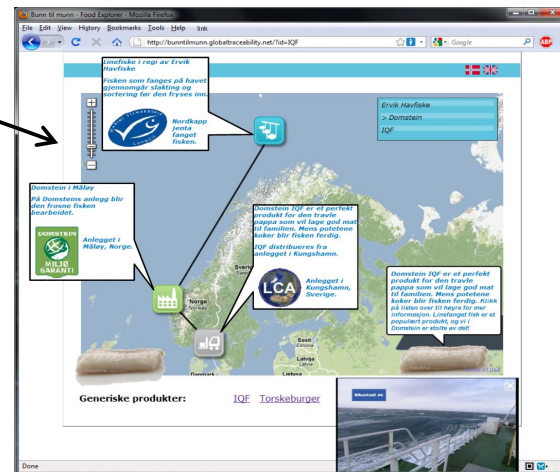 Bunn til munn - Food Explorer - Mozilla Firefox
File Edit View History Bookmarks Tools Help link
http://bunntilmunn.globaltraceability.net/?id=IQF
Google
ABP
Linefiske i regi av Ervik
Havfiske
Fisken som fanges på havet
gjennomgår slakting og
sortering før den fryses inn.
Nordkapp
jenta
fanget
fisken.
Ervik Havfiske
> Domstein
IQF
Domstein i Måløy
På Domsteins anlegg blir
den frosne fisken
bearbeidet.
DOMSTEIN
MILJØ
GARANTI
Anlegget i
Måløy, Norge.
Domstein IQF er et perfekt
produkt for den travle
pappa som vil lage god mat
til familien. Mens potetene
koker blir fisken ferdig.
IQF distribueres fra
anlegget i Kungshamn.
LCA
Anlegget i
Kungshamn,
Sverige.
Domstein IQF er et perfekt
produkt for den travle
pappa som vil lage god mat
til familien. Mens potetene
koker blir fisken ferdig. Klikk
på listen over til høyre for mer
informasjon. Linefanget fisk er et
populært produkt, og vi i
Domstein er stolte av det!
Norge
Norway
Eesti
Estonia
Latvija
Latvia
Lietuva
Danmark
Generiske produkter: IQF Torskeburger
Done